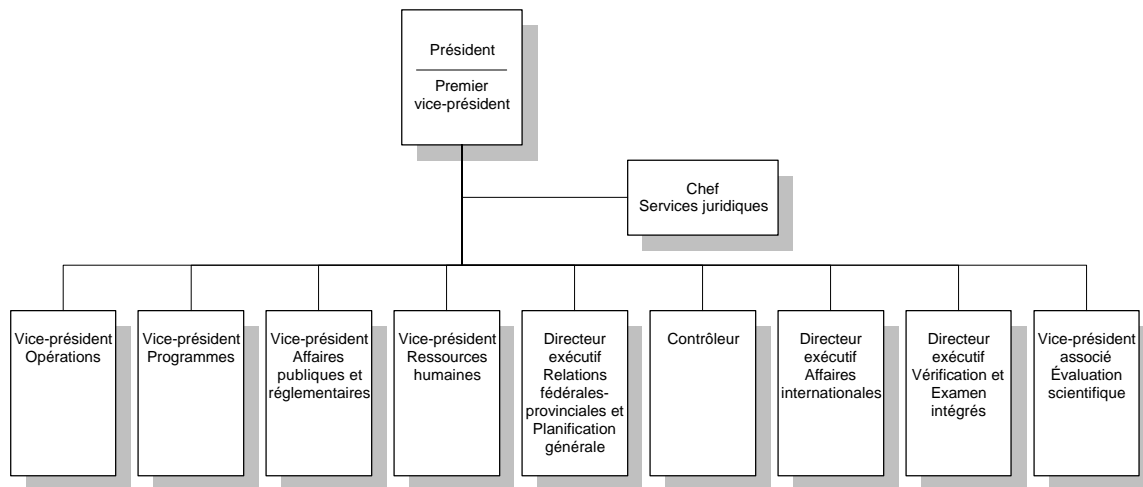 Président
Premier
vice-président
Chef
Services juridiques
Vice-président
Opérations
Vice-président
Programmes
Vice-président
Affaires
publiques et
réglementaires
Vice-président
Ressources
humaines
Directeur
exécutif
Relations
fédérales-
provinciales et
Planification
générale
Contrôleur
Directeur
exécutif
Affaires
internationales
Directeur
exécutif
Vérification et
Examen
intégrés
Vice-président
associé
Évaluation
scientifique